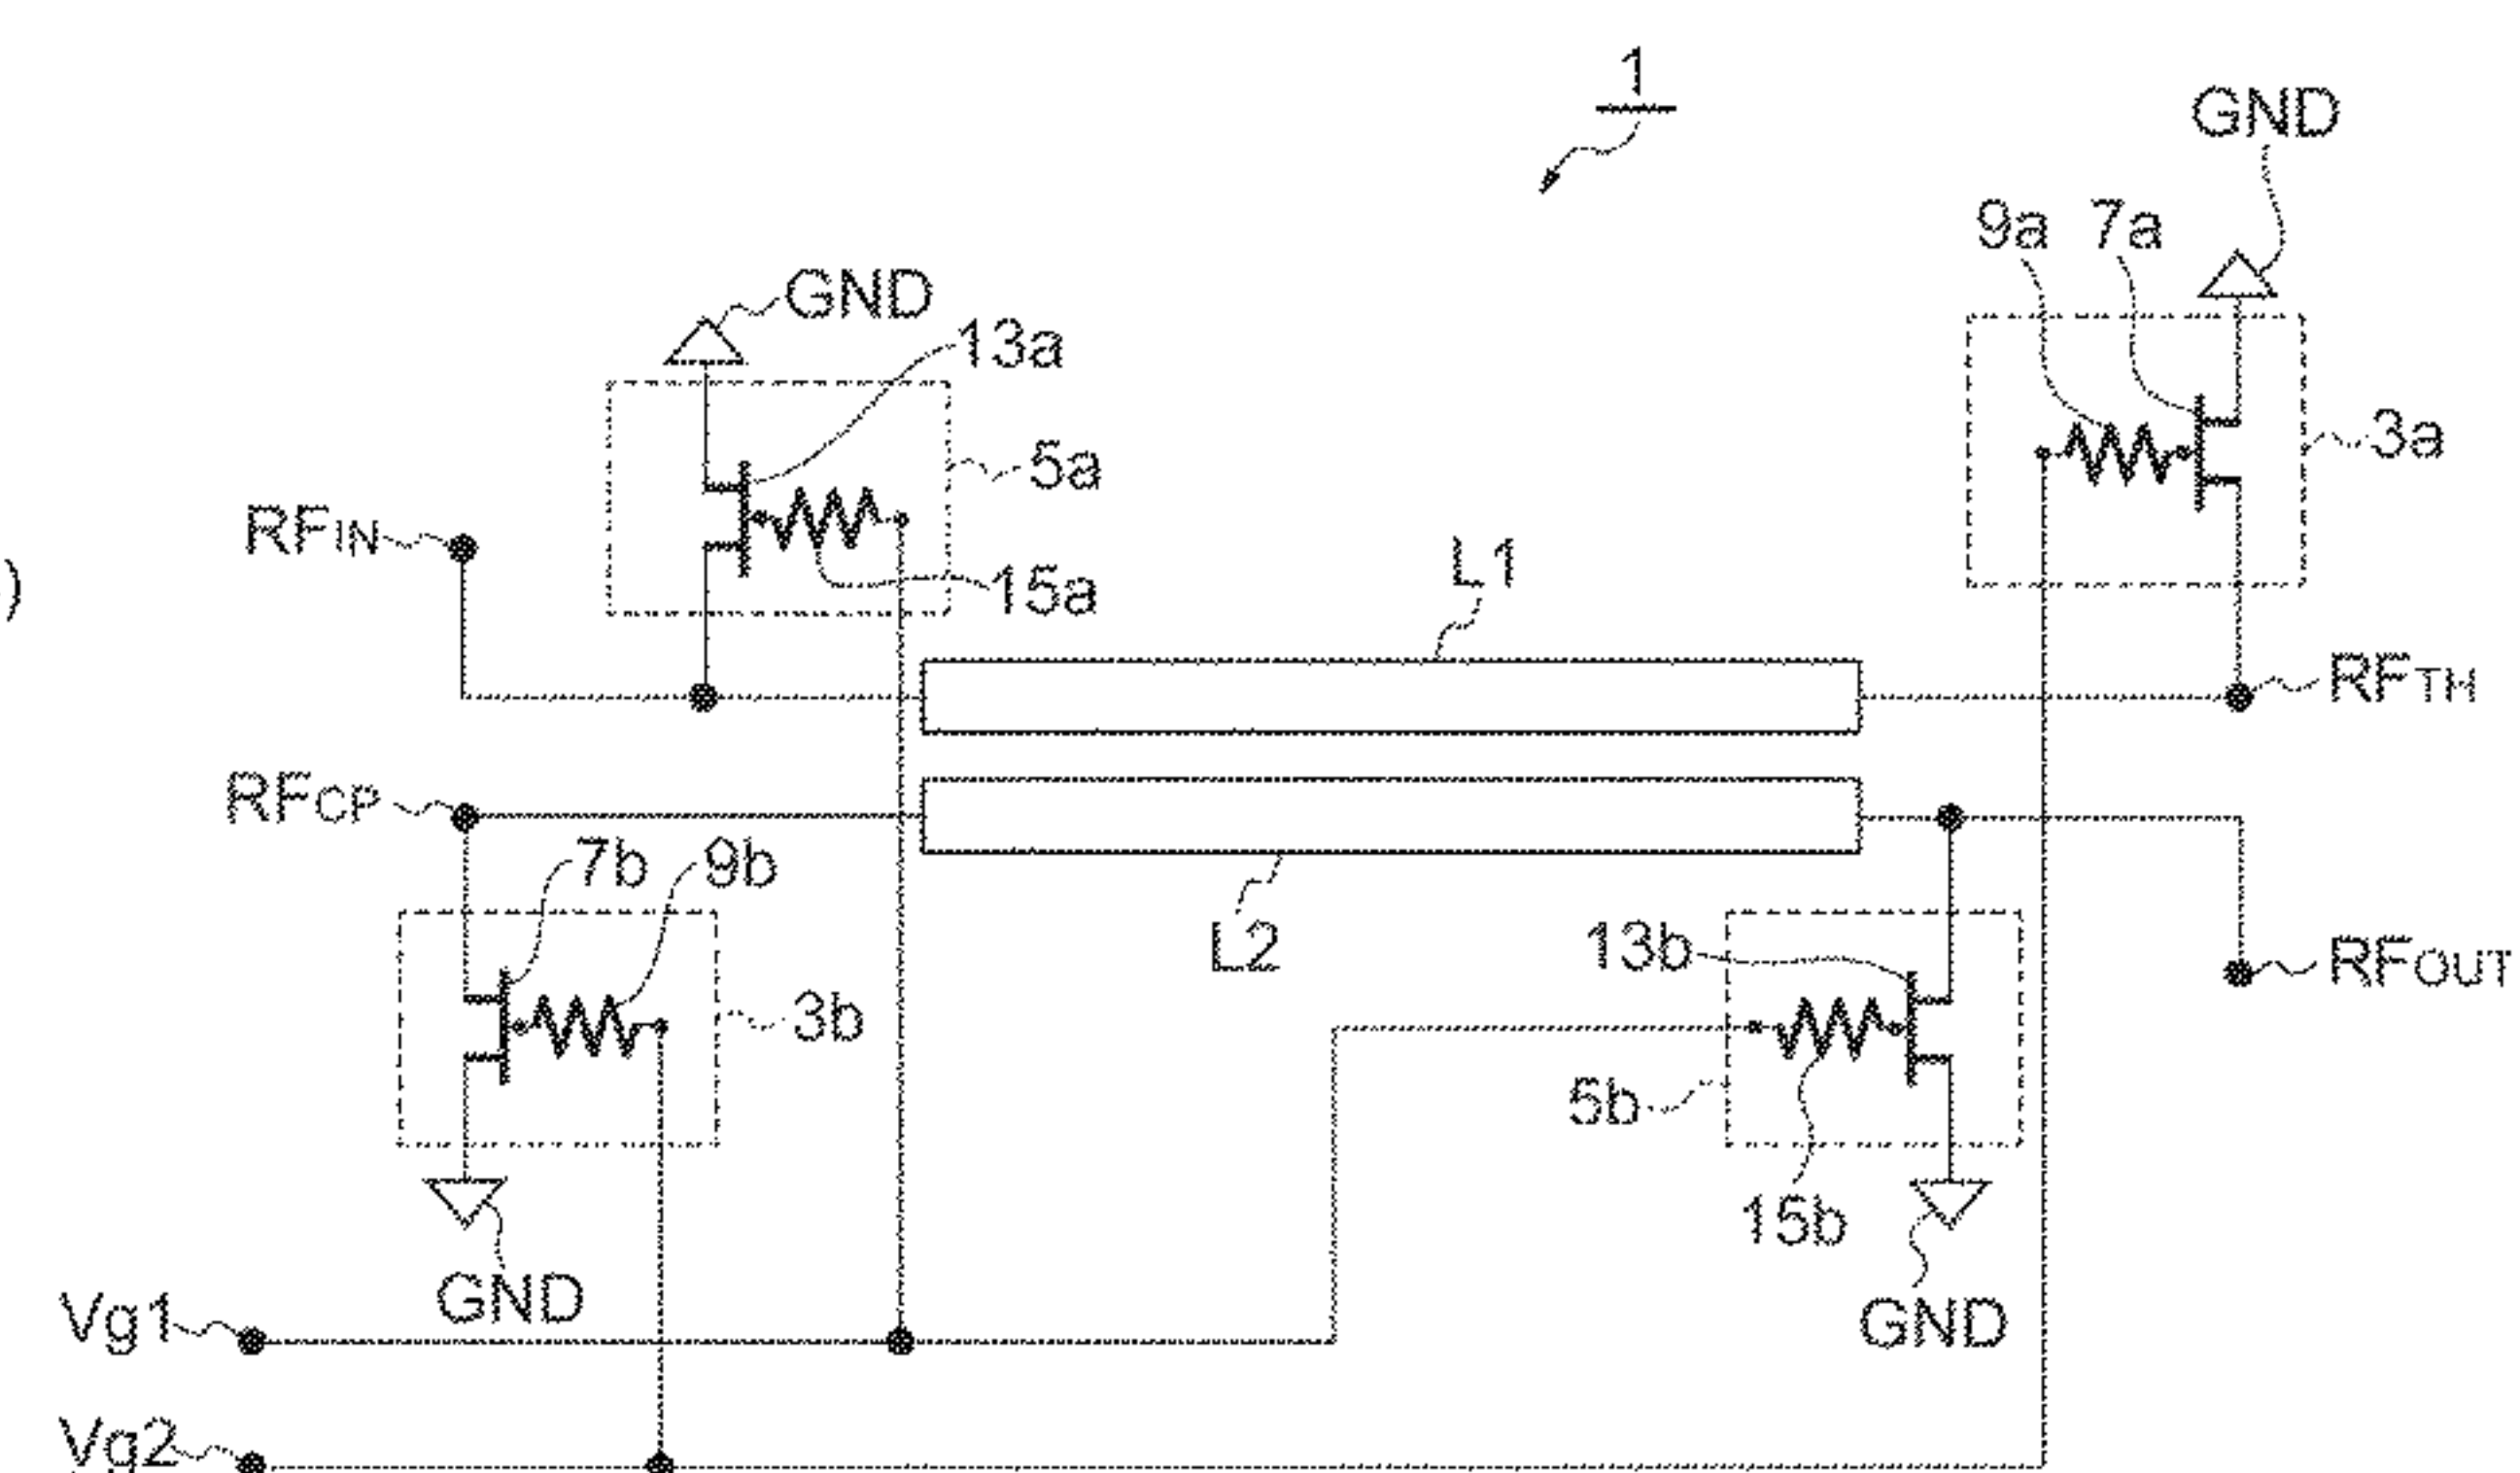 1
GND
9a 7a
GND
13a
5a
3a
RFIN
15a
L1
)
RFTH
RFCP
7b 9b
L2
13b
RFOUT
3b
5b
15b
GND
GND
Vg1
Vg2